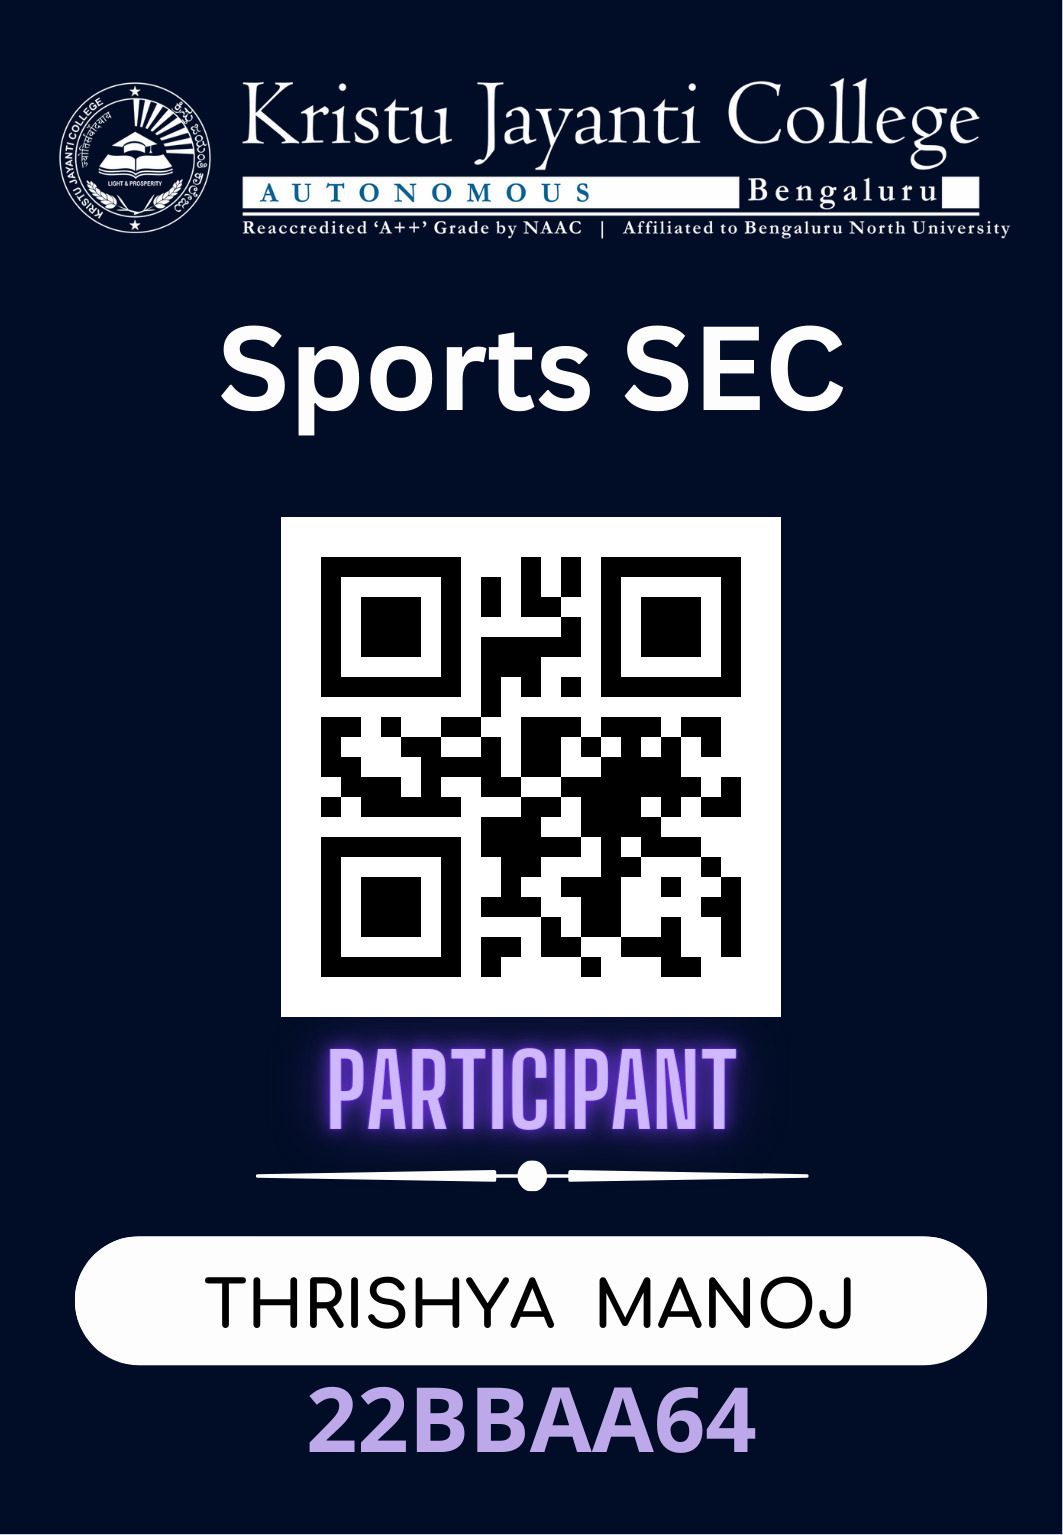 KRISTU JAYANTI COLLEGE
ಕ್ರಿಸ್ತು ಜಯಂತಿ ಕಾಲೇಜು
LIGHT & PROSPERITY
Kristu Jayanti College
AUTONOMOUS Bengaluru
Reaccredited ‘A++’ Grade by NAAC | Affiliated to Bengaluru North University
Sports SEC
PARTICIPANT
THRISHYA MANOJ
22BBAA64